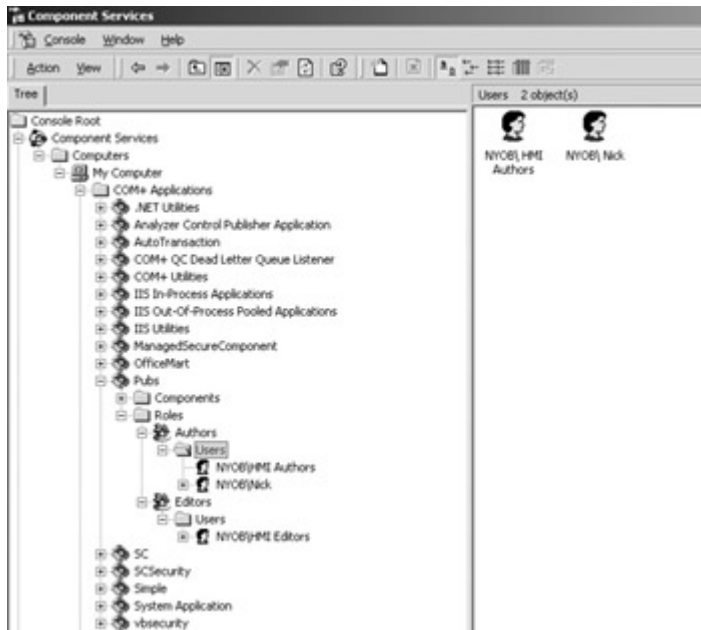 Component Services
Console Window Help
Action View
Tree
Console Root
Component Services
Computers
My Computer
COM+ Applications
.NET Utilities
Analyzer Control Publisher Application
AutoTransaction
COM+ QC Dead Letter Queue Listener
COM+ Utilities
IIS In-Process Applications
IIS Out-Of-Process Pooled Applications
IIS Utilities
ManagedSecureComponent
OfficeMart
Pubs
Components
Roles
Authors
Users
NYOB\HMI Authors
NYOB\Nick
Editors
Users
NYOB\HMI Editors
SC
SCSecurity
Simple
System Application
vbsecurity
Users 2 object(s)
NYOB\ HMI
Authors
NYOB\ Nick